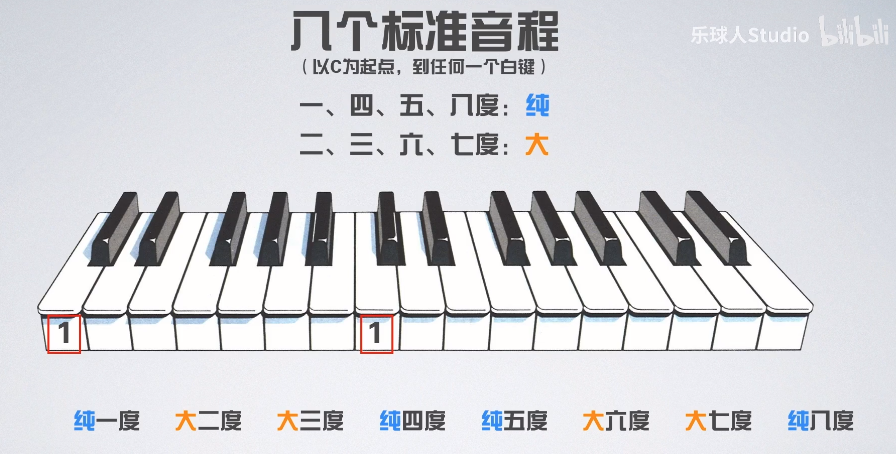 八个标准音程
乐球人Studio bilibili
（以C为起点，到任何一个白键）
一、四、五、八度：纯
二、三、六、七度：大
1 1
纯一度 大二度 大三度 纯四度 纯五度 大六度 大七度 纯八度